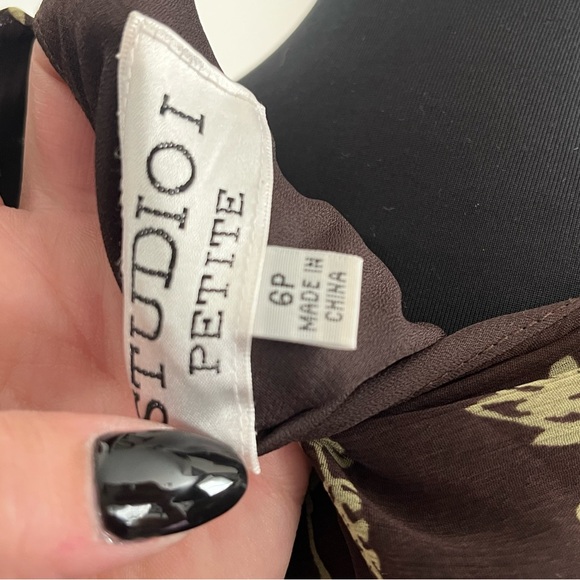 STUDIO I
PETITE
6P
MADE IN
CHINA